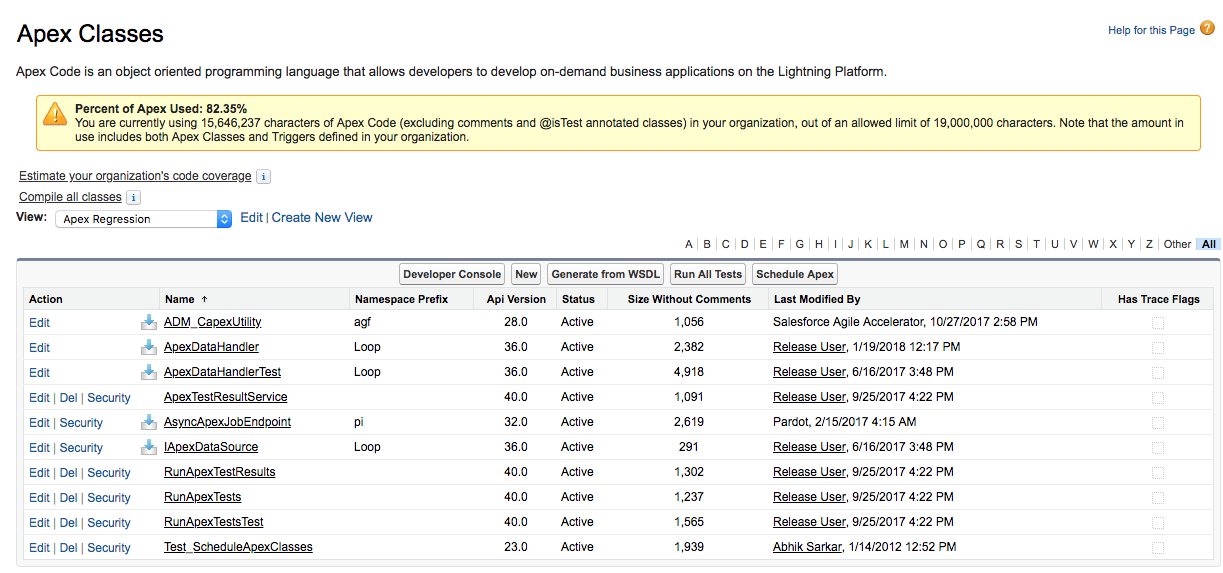 Apex Classes
Help for this Page ?
Apex Code is an object oriented programming language that allows developers to develop on-demand business applications on the Lightning Platform.
Percent of Apex Used: 82.35%
You are currently using 15,646,237 characters of Apex Code (excluding comments and @isTest annotated classes) in your organization, out of an allowed limit of 19,000,000 characters. Note that the amount in
use includes both Apex Classes and Triggers defined in your organization.
Estimate your organization's code coverage i
Compile all classes i
View: Apex Regression Edit | Create New View
A | B | C | D | E | F | G | H | I | J | K | L | M | N | O | P | Q | R | S | T | U | V | W | X | Y | Z | Other | All
Developer Console New Generate from WSDL Run All Tests Schedule Apex
Action Name ↑ Namespace Prefix Api Version Status Size Without Comments Last Modified By Has Trace Flags
Edit ADM_CapexUtility agf 28.0 Active 1,056 Salesforce Agile Accelerator, 10/27/2017 2:58 PM
Edit ApexDataHandler Loop 36.0 Active 2,382 Release User, 1/19/2018 12:17 PM
Edit ApexDataHandlerTest Loop 36.0 Active 4,918 Release User, 6/16/2017 3:48 PM
Edit | Del | Security ApexTestResultService 40.0 Active 1,091 Release User, 9/25/2017 4:22 PM
Edit | Security AsyncApexJobEndpoint pi 32.0 Active 2,619 Pardot, 2/15/2017 4:15 AM
Edit | Security IApexDataSource Loop 36.0 Active 291 Release User, 6/16/2017 3:48 PM
Edit | Del | Security RunApexTestResults 40.0 Active 1,302 Release User, 9/25/2017 4:22 PM
Edit | Del | Security RunApexTests 40.0 Active 1,237 Release User, 9/25/2017 4:22 PM
Edit | Del | Security RunApexTestsTest 40.0 Active 1,565 Release User, 9/25/2017 4:22 PM
Edit | Del | Security Test_ScheduleApexClasses 23.0 Active 1,939 Abhik Sarkar, 1/14/2012 12:52 PM